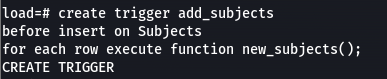 load=# create trigger add_subjects
before insert on Subjects
for each row execute function new_subjects();
CREATE TRIGGER